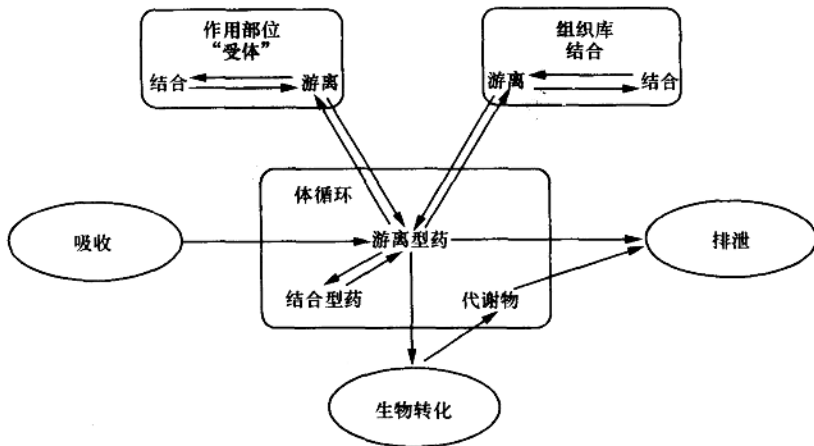 作用部位
“受体”
结合
游离
组织库
结合
游离
结合
体循环
吸收
游离型药
排泄
结合型药
代谢物
生物转化